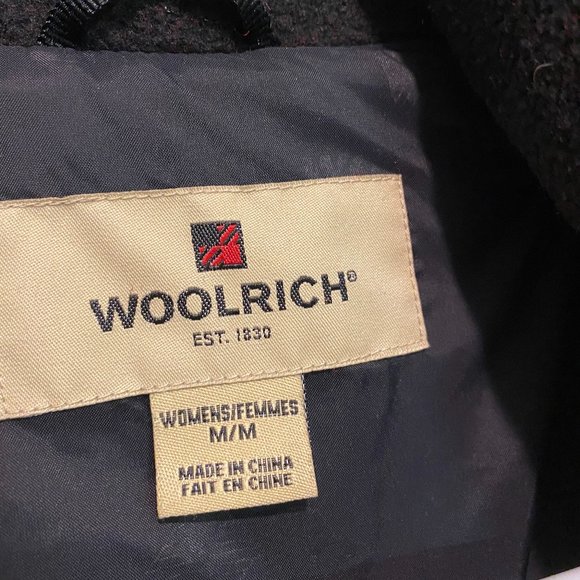 WOOLRICH®
EST. 1830
WOMENS/FEMMES
M/M
MADE IN CHINA
FAIT EN CHINE